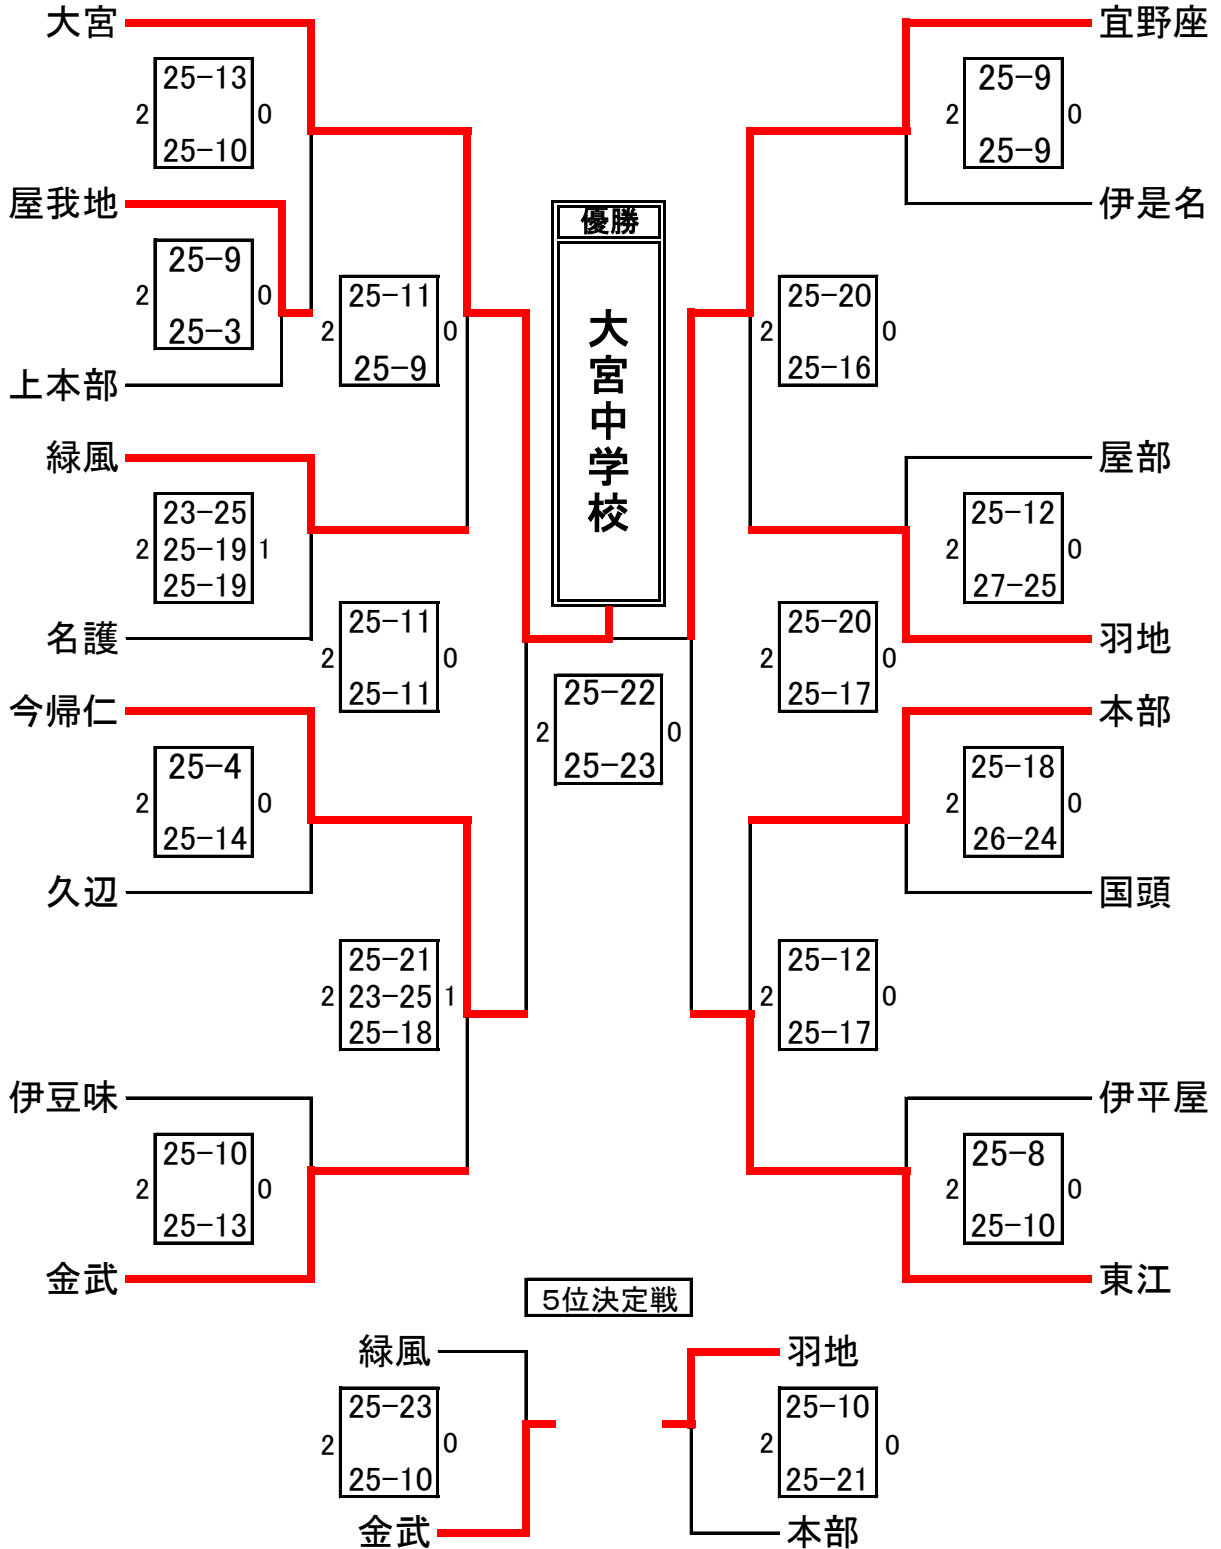 大宮
25-13
2 0
25-10
屋我地
25-9
2 0
25-3
上本部
25-11
2 0
25-9
緑風
23-25
2 25-19 1
25-19
名護
25-11
2 0
25-11
今帰仁
25-4
2 0
25-14
久辺
25-21
2 23-25 1
25-18
伊豆味
25-10
2 0
25-13
金武
優勝
大宮中学校
25-22
2 0
25-23
宜野座
25-9
2 0
25-9
伊是名
25-20
2 0
25-16
屋部
25-12
2 0
27-25
羽地
25-20
2 0
25-17
本部
25-18
2 0
26-24
国頭
25-12
2 0
25-17
伊平屋
25-8
2 0
25-10
東江
5位決定戦
緑風
25-23
2 0
25-10
金武
羽地
25-10
2 0
25-21
本部